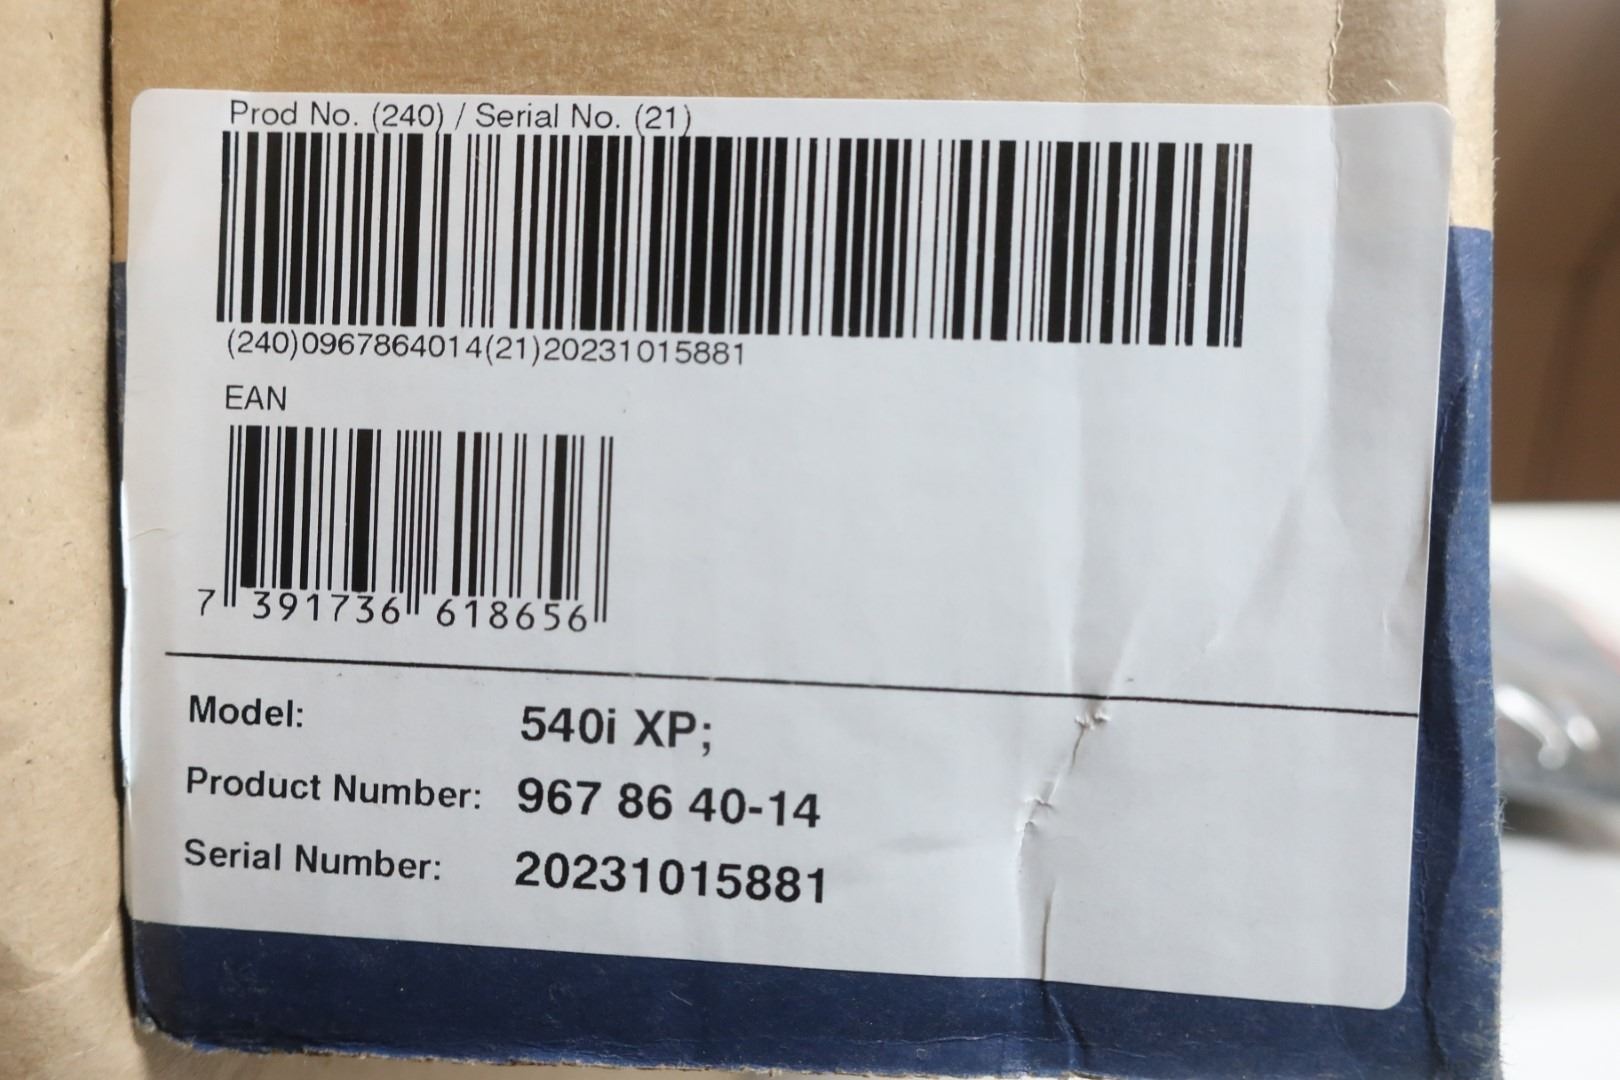 Prod No. (240) / Serial No. (21)
(240)0967864014(21)20231015881
EAN
7 391736 618656
Model: 540i XP;
Product Number: 967 86 40-14
Serial Number: 20231015881